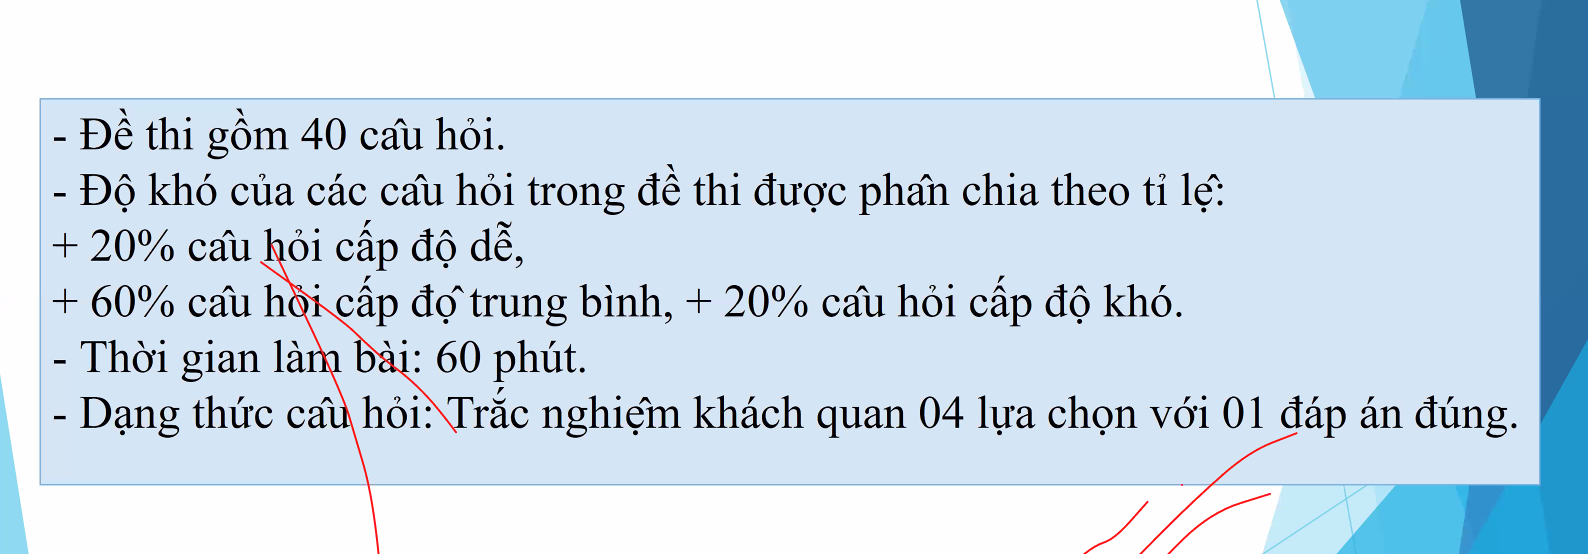 - Đề thi gồm 40 câu hỏi.
- Độ khó của các câu hỏi trong đề thi được phân chia theo tỉ lệ:
+ 20% câu hỏi cấp độ dễ,
+ 60% câu hỏi cấp độ trung bình, + 20% câu hỏi cấp độ khó.
- Thời gian làm bài: 60 phút.
- Dạng thức câu hỏi: Trắc nghiệm khách quan 04 lựa chọn với 01 đáp án đúng.